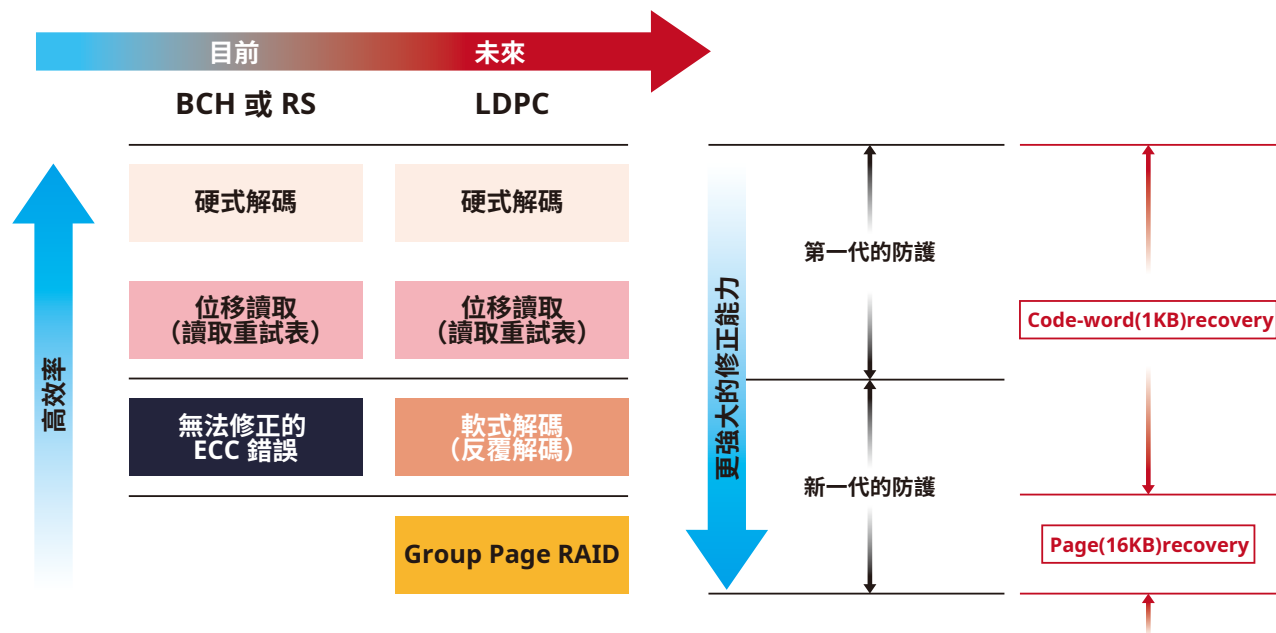 目前
未來
BCH 或 RS
LDPC
硬式解碼
硬式解碼
位移讀取
（讀取重試表）
位移讀取
（讀取重試表）
無法修正的
ECC 錯誤
軟式解碼
（反覆解碼）
Group Page RAID
高效率
更強大的修正能力
第一代的防護
新一代的防護
Code-word(1KB)recovery
Page(16KB)recovery